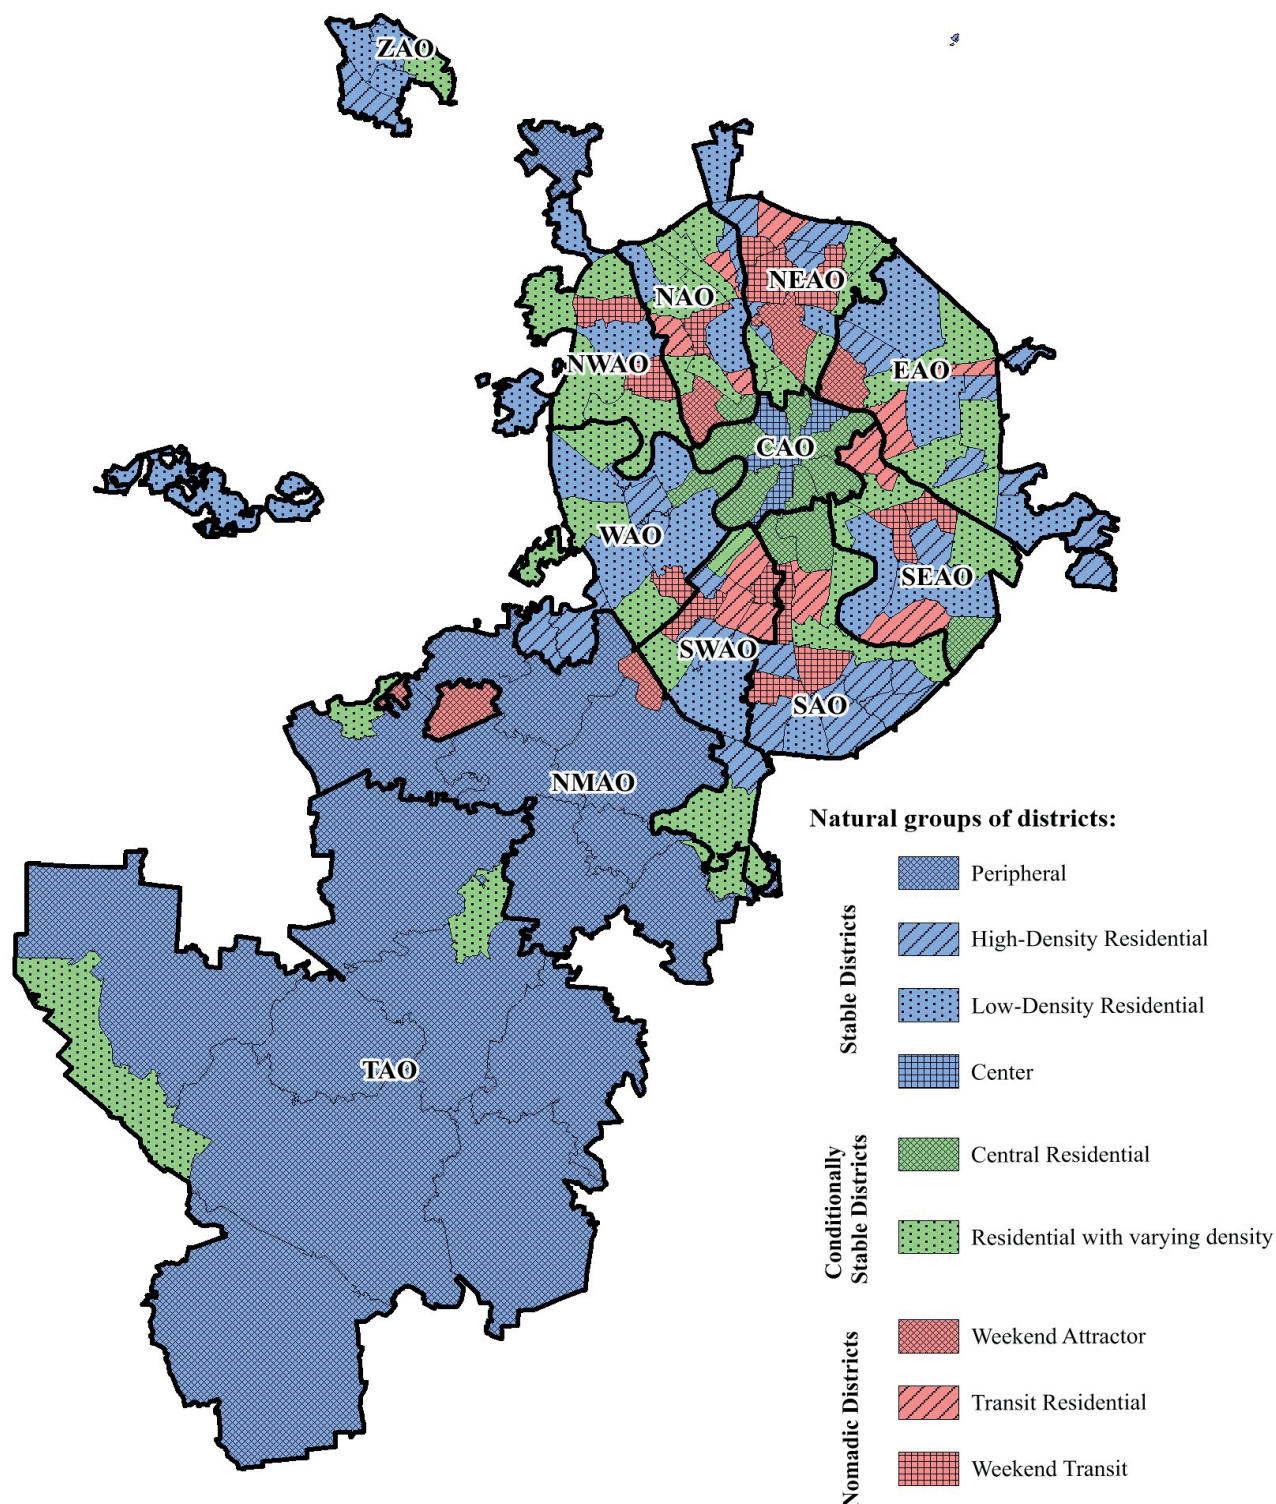 ZAO
NEAO
NAO
NWAO
EAO
CAO
WAO
SEAO
SWAO
SAO
NMAO
TAO
Natural groups of districts:
Stable Districts
Peripheral
High-Density Residential
Low-Density Residential
Center
Conditionally
Stable Districts
Central Residential
Residential with varying density
Nomadic Districts
Weekend Attractor
Transit Residential
Weekend Transit